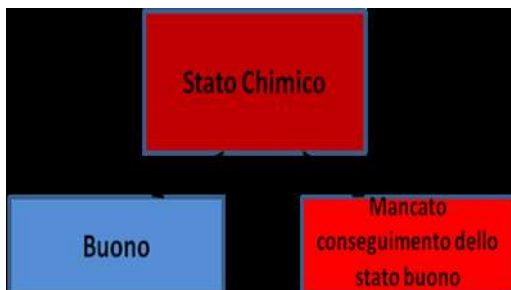 Stato Chimico
Buono
Mancato
conseguimento dello
stato buono